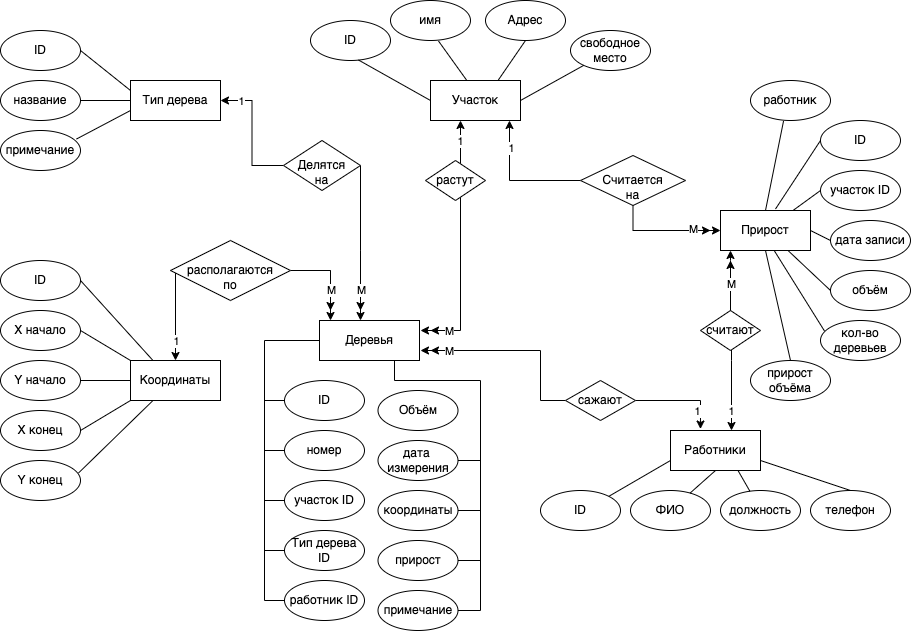 ID
название
примечание
Тип дерева
1
Делятся
на
M
ID
имя
Адрес
свободное
место
Участок
1
растут
M
1
Считается
на
M
работник
ID
участок ID
дата записи
объём
кол-во
деревьев
прирост
объёма
Прирост
M
считают
1
располагаются
по
M
1
ID
X начало
Y начало
X конец
Y конец
Координаты
Деревья
M
сажают
1
ID
номер
участок ID
Тип дерева
ID
работник ID
Объём
дата
измерения
координаты
прирост
примечание
Работники
ID
ФИО
должность
телефон